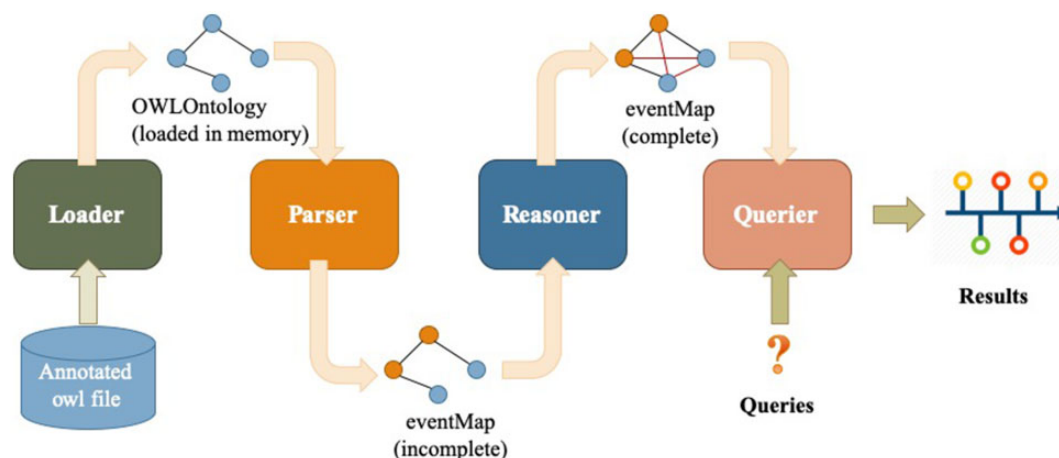 OWLOntology
(loaded in memory)
eventMap
(complete)
Loader
Parser
Reasoner
Querier
Annotated
owl file
eventMap
(incomplete)
?
Queries
Results